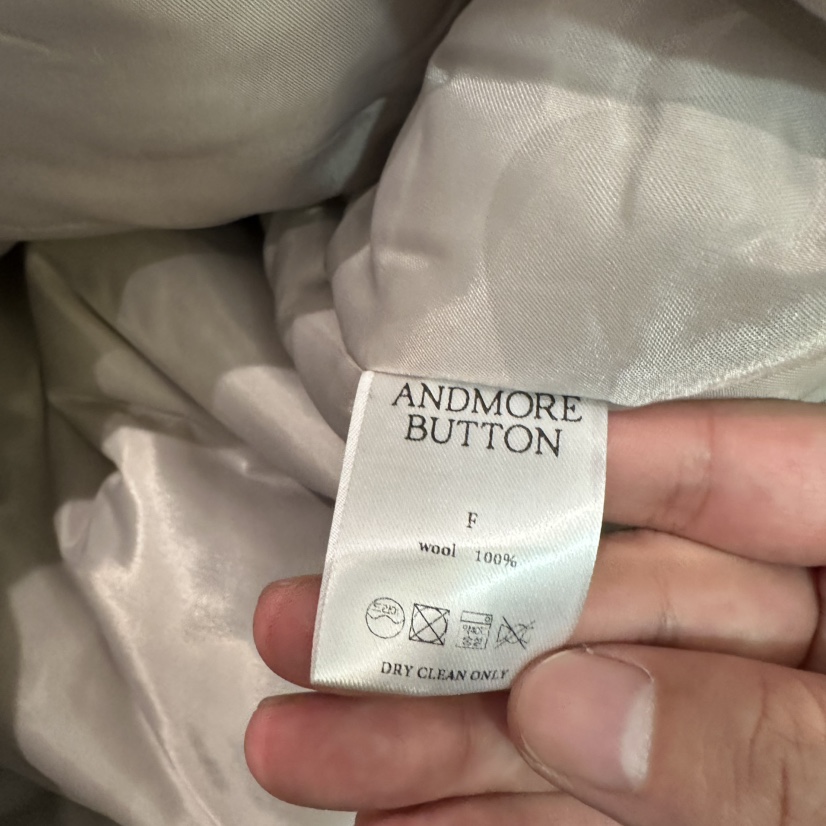 ANDMORE
BUTTON
F
wool 100%
DRY CLEAN ONLY